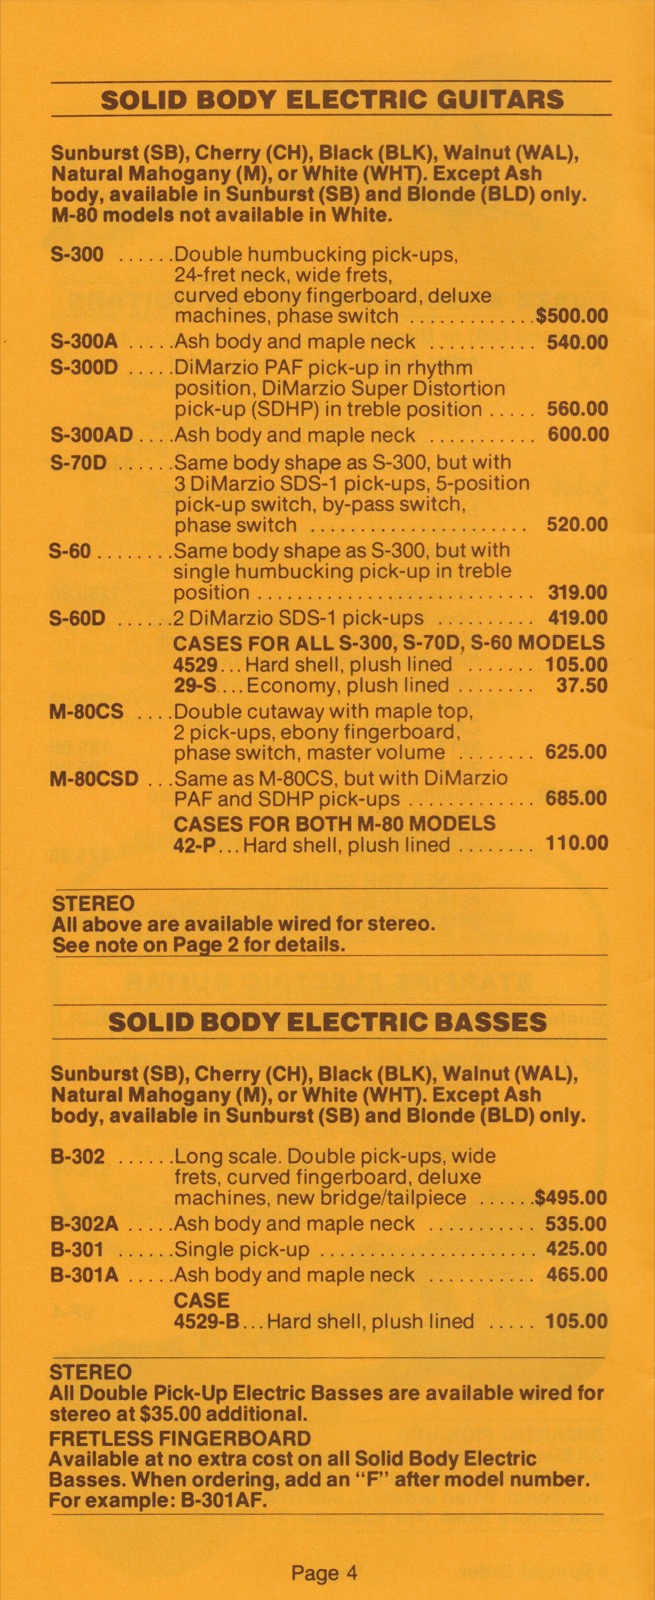 SOLID BODY ELECTRIC GUITARS
Sunburst (SB), Cherry (CH), Black (BLK), Walnut (WAL),
Natural Mahogany (M), or White (WHT). Except Ash
body, available in Sunburst (SB) and Blonde (BLD) only.
M-80 models not available in White.
S-300 ......Double humbucking pick-ups,
24-fret neck, wide frets,
curved ebony fingerboard, deluxe
machines, phase switch .............$500.00
S-300A .....Ash body and maple neck ........... 540.00
S-300D .....DiMarzio PAF pick-up in rhythm
position, DiMarzio Super Distortion
pick-up (SDHP) in treble position ..... 560.00
S-300AD ....Ash body and maple neck ........... 600.00
S-70D ......Same body shape as S-300, but with
3 DiMarzio SDS-1 pick-ups, 5-position
pick-up switch, by-pass switch,
phase switch ...................... 520.00
S-60 ........Same body shape as S-300, but with
single humbucking pick-up in treble
position ............................ 319.00
S-60D ......2 DiMarzio SDS-1 pick-ups .......... 419.00
CASES FOR ALL S-300, S-70D, S-60 MODELS
4529...Hard shell, plush lined ....... 105.00
29-S....Economy, plush lined ........ 37.50
M-80CS ....Double cutaway with maple top,
2 pick-ups, ebony fingerboard,
phase switch, master volume ........ 625.00
M-80CSD ...Same as M-80CS, but with DiMarzio
PAF and SDHP pick-ups ............. 685.00
CASES FOR BOTH M-80 MODELS
42-P...Hard shell, plush lined ........ 110.00
STEREO
All above are available wired for stereo.
See note on Page 2 for details.
SOLID BODY ELECTRIC BASSES
Sunburst (SB), Cherry (CH), Black (BLK), Walnut (WAL),
Natural Mahogany (M), or White (WHT). Except Ash
body, available in Sunburst (SB) and Blonde (BLD) only.
B-302 ......Long scale. Double pick-ups, wide
frets, curved fingerboard, deluxe
machines, new bridge/tailpiece ......$495.00
B-302A .....Ash body and maple neck ........... 535.00
B-301 ......Single pick-up ...................... 425.00
B-301A .....Ash body and maple neck ........... 465.00
CASE
4529-B...Hard shell, plush lined ..... 105.00
STEREO
All Double Pick-Up Electric Basses are available wired for
stereo at $35.00 additional.
FRETLESS FINGERBOARD
Available at no extra cost on all Solid Body Electric
Basses. When ordering, add an "F" after model number.
For example: B-301AF.
Page 4